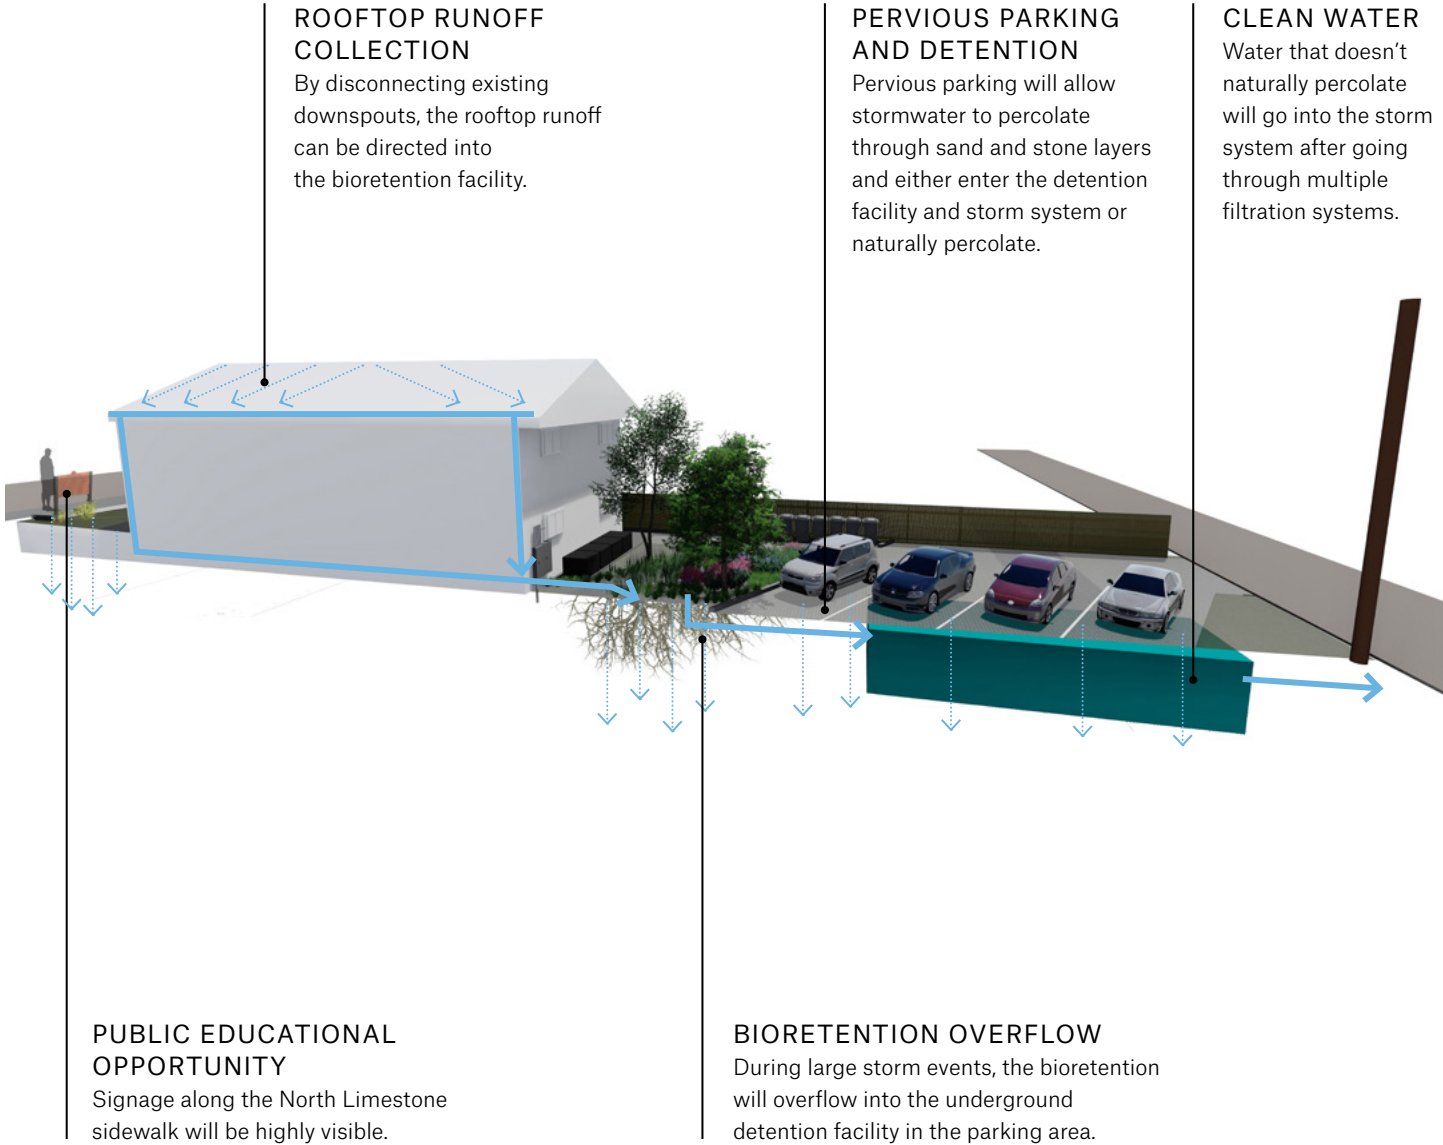 ROOFTOP RUNOFF
COLLECTION
By disconnecting existing
downspouts, the rooftop runoff
can be directed into
the bioretention facility.
PERVIOUS PARKING
AND DETENTION
Pervious parking will allow
stormwater to percolate
through sand and stone layers
and either enter the detention
facility and storm system or
naturally percolate.
CLEAN WATER
Water that doesn't
naturally percolate
will go into the storm
system after going
through multiple
filtration systems.
PUBLIC EDUCATIONAL
OPPORTUNITY
Signage along the North Limestone
sidewalk will be highly visible.
BIORETENTION OVERFLOW
During large storm events, the bioretention
will overflow into the underground
detention facility in the parking area.